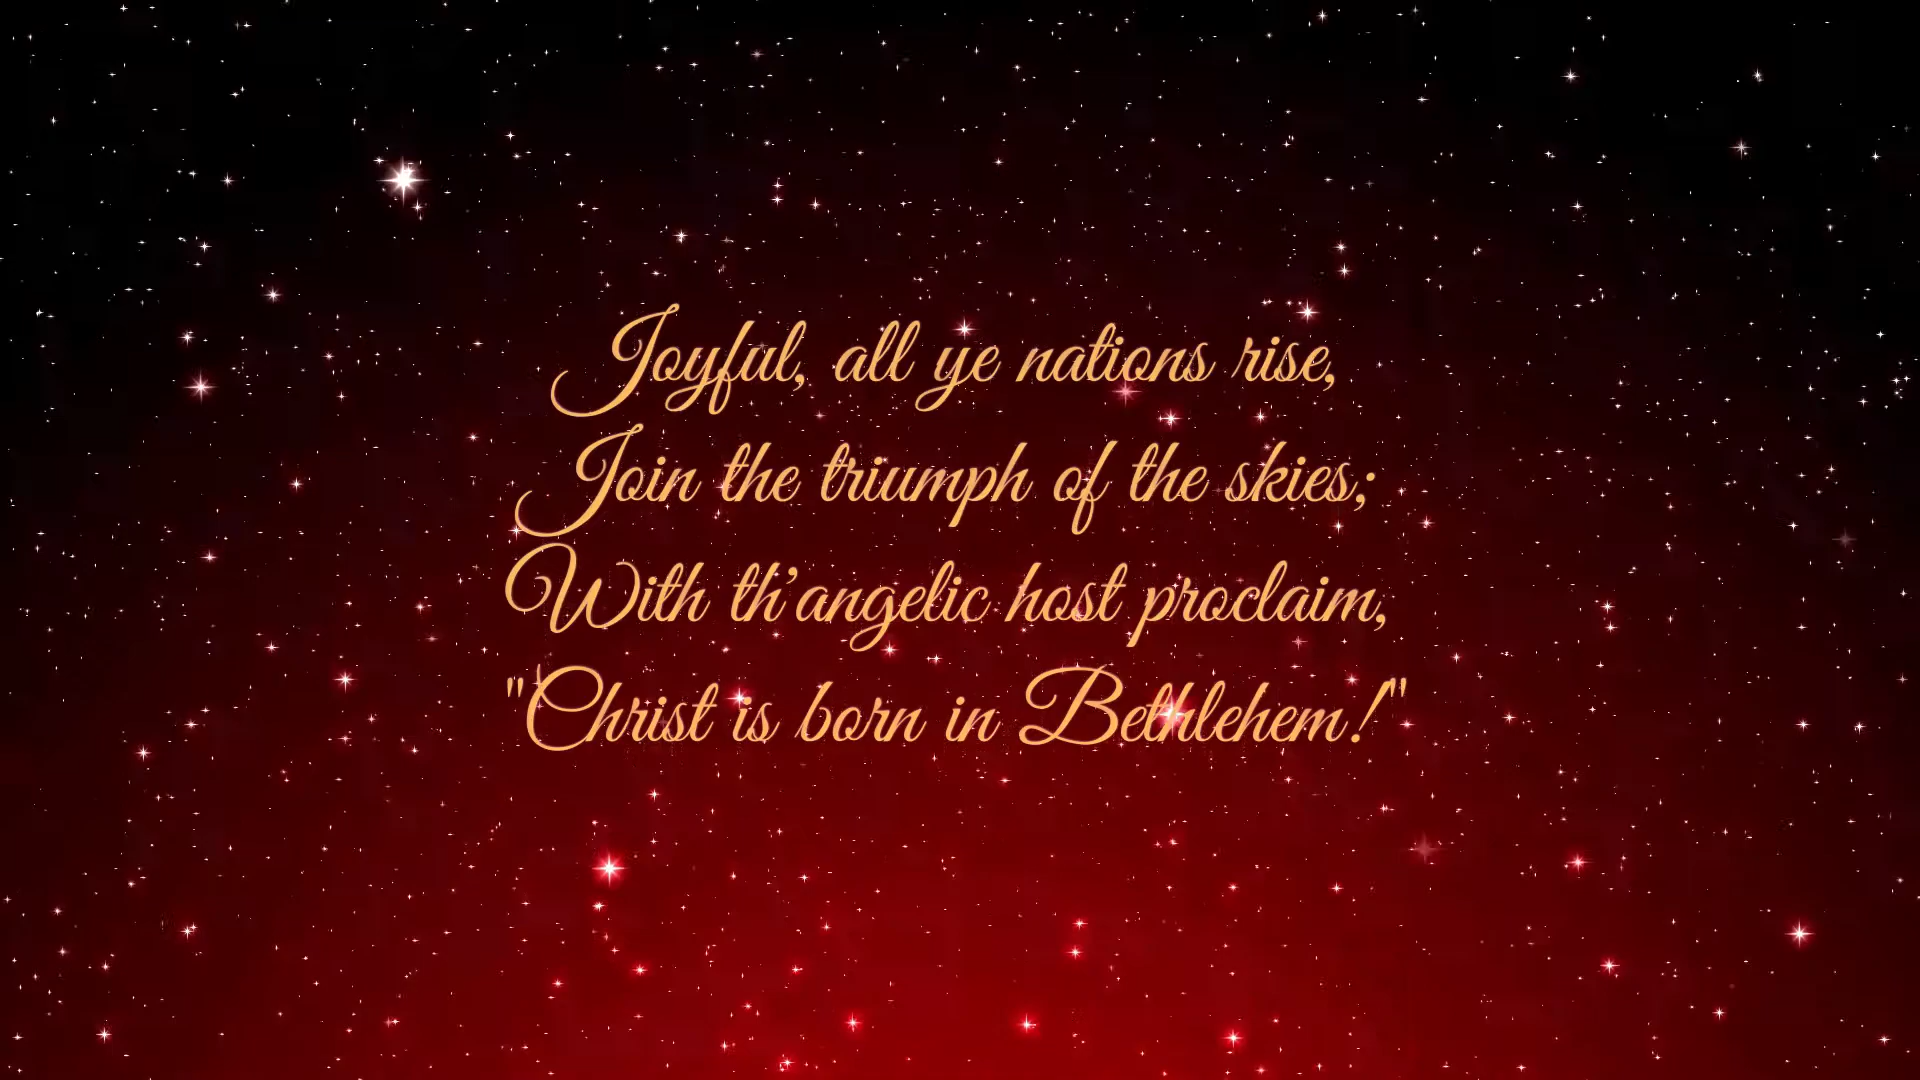 Joyful, all ye nations rise,
Join the triumph of the skies;
With th'angelic host proclaim,
"Christ is born in Bethlehem!"